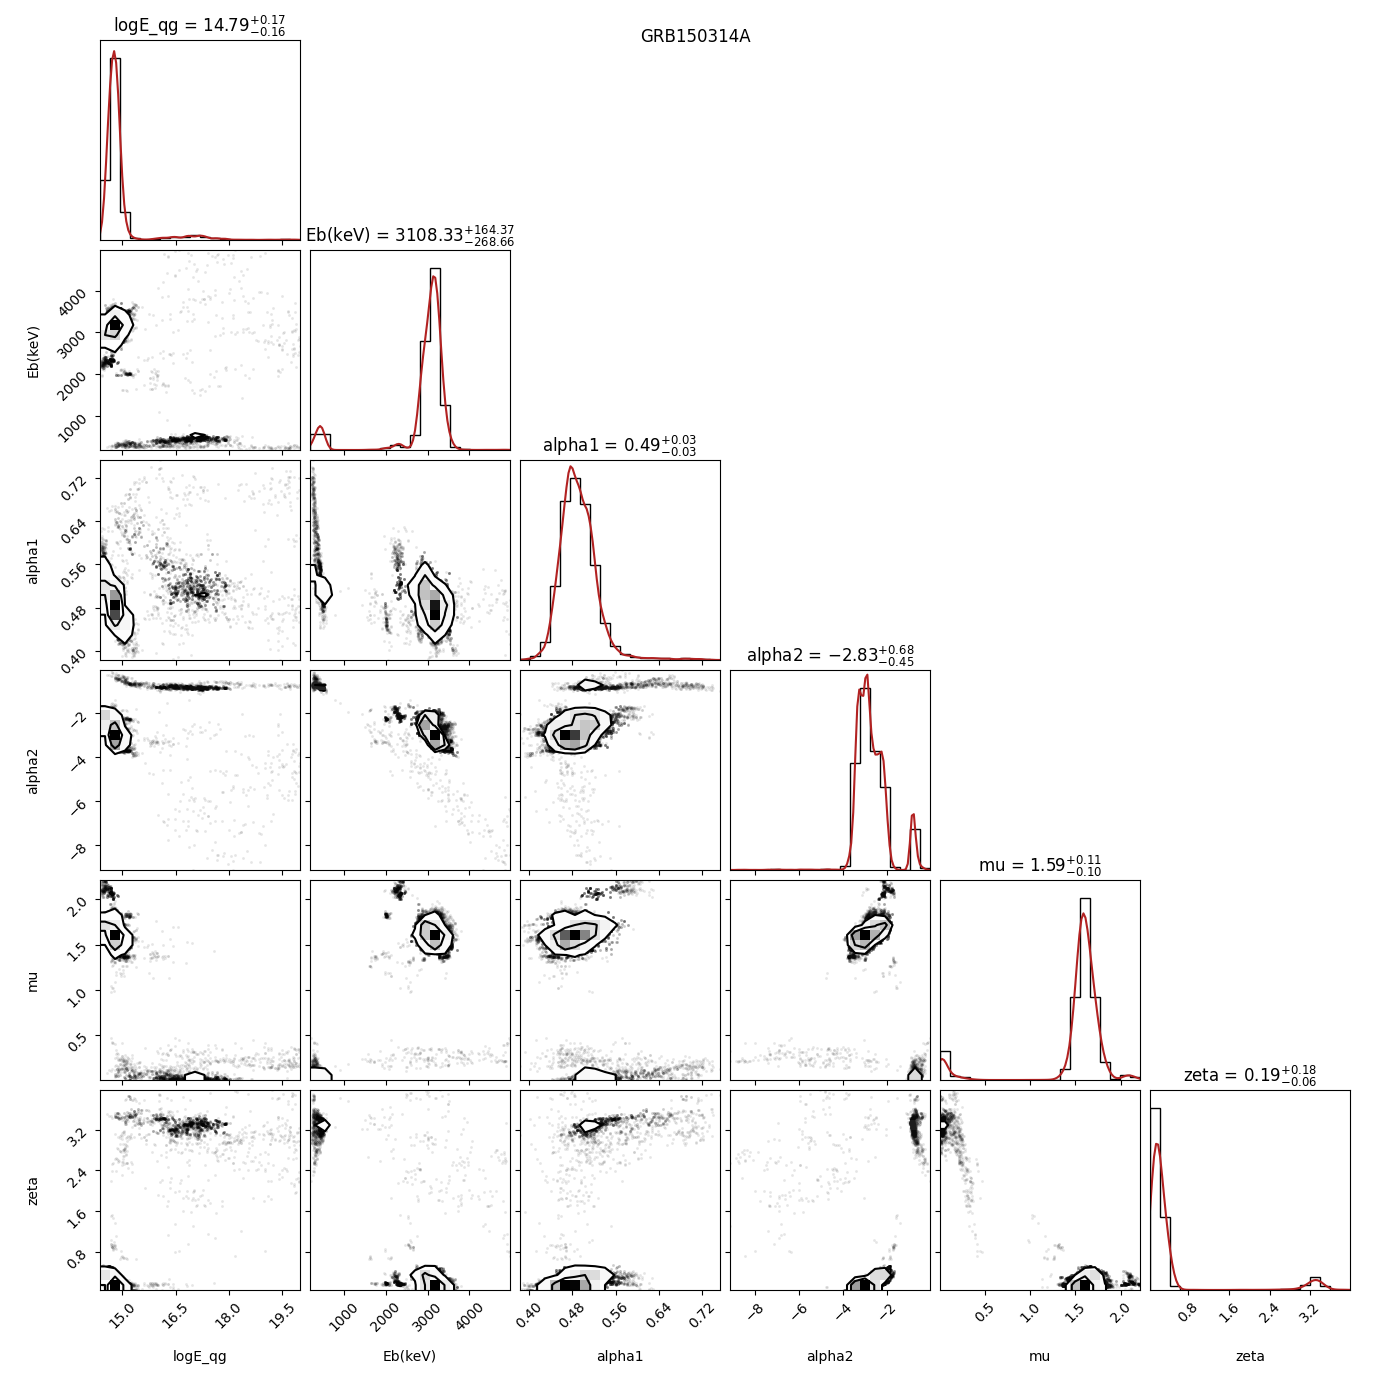 GRB150314A
logE_qg = 14.79+0.17 −0.16
Eb(keV) = 3108.33+164.37 −268.66
Eb(keV)
4000
3000
2000
1000
alpha1 = 0.49+0.03 −0.03
alpha1
0.72
0.64
0.56
0.48
0.40
alpha2 = −2.83+0.68 −0.45
alpha2
−2
−4
−6
−8
mu = 1.59+0.11 −0.10
mu
2.0
1.5
1.0
0.5
zeta = 0.19+0.18 −0.06
zeta
3.2
2.4
1.6
0.8
15.0 16.5 18.0 19.5
1000 2000 3000 4000
0.40 0.48 0.56 0.64 0.72
−8 −6 −4 −2
0.5 1.0 1.5 2.0
0.8 1.6 2.4 3.2
logE_qg Eb(keV) alpha1 alpha2 mu zeta